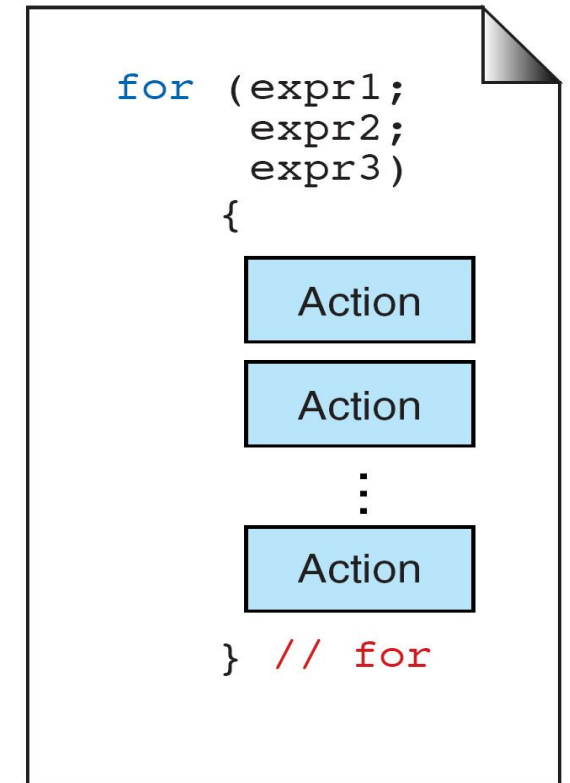 for (expr1;
expr2;
expr3)
{
Action
Action
Action
} // for